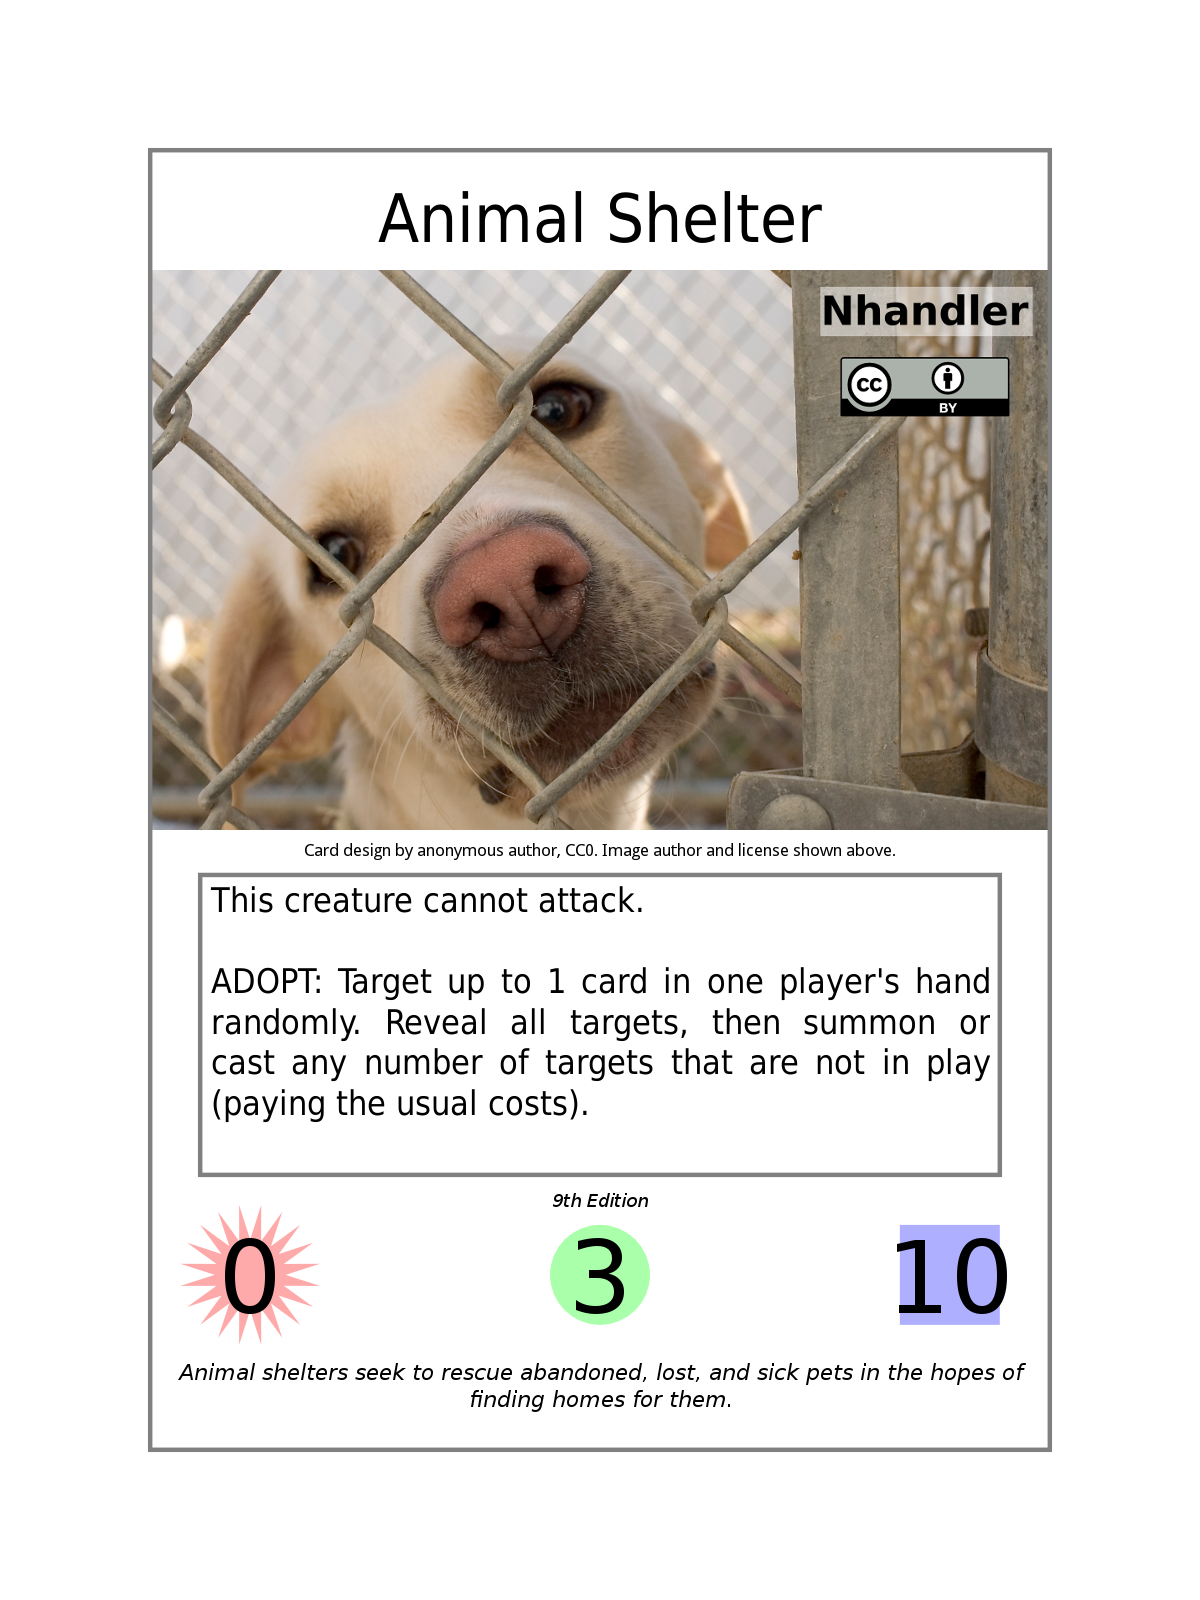 Animal Shelter
Nhandler
cc
BY
Card design by anonymous author, CC0. Image author and license shown above.
This creature cannot attack.
ADOPT: Target up to 1 card in one player's hand
randomly. Reveal all targets, then summon or
cast any number of targets that are not in play
(paying the usual costs).
9th Edition
0 3 10
Animal shelters seek to rescue abandoned, lost, and sick pets in the hopes of
finding homes for them.